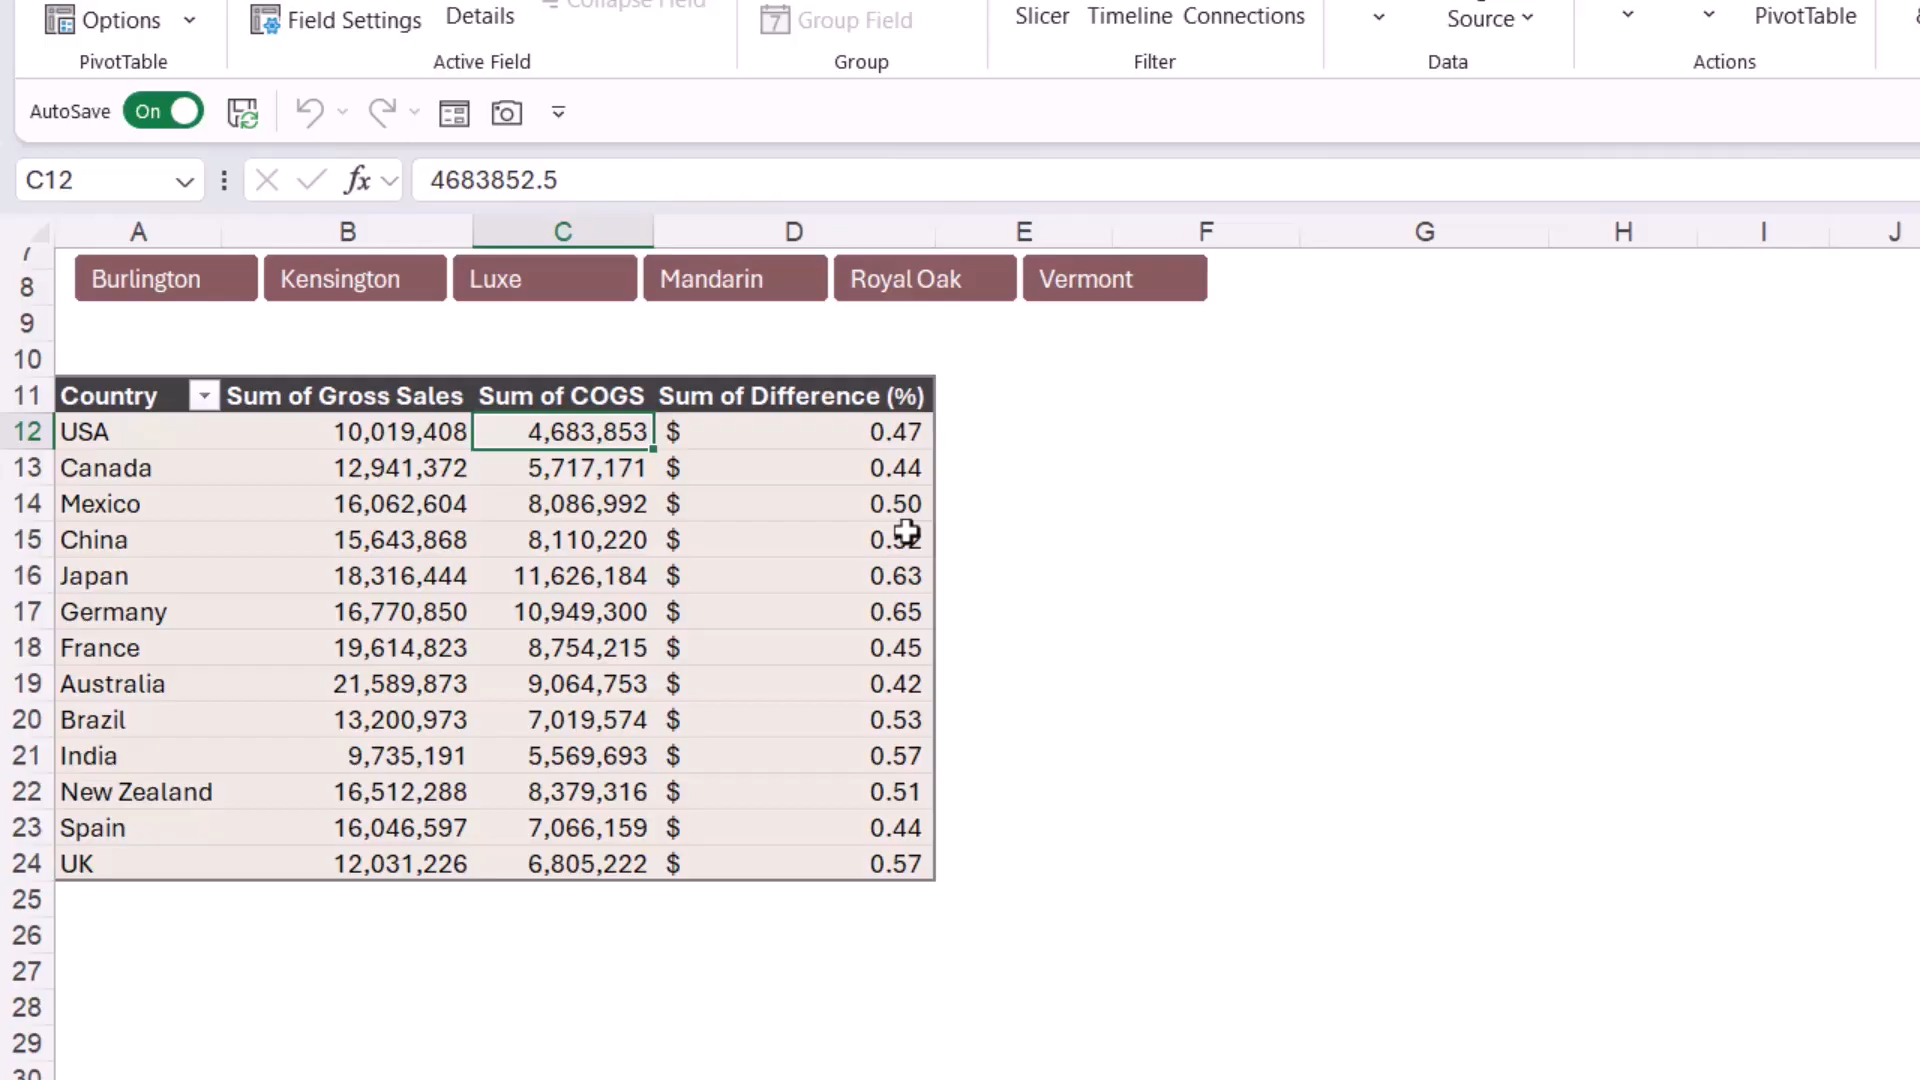 Options Field Settings Details Collapse Field Group Field Slicer Timeline Connections Source PivotTable
PivotTable Active Field Group Filter Data Actions
AutoSave On
C12 fx 4683852.5
A B C D E F G H I J
7
8 Burlington Kensington Luxe Mandarin Royal Oak Vermont
9
10
11 Country Sum of Gross Sales Sum of COGS Sum of Difference (%)
12 USA 10,019,408 4,683,853 $ 0.47
13 Canada 12,941,372 5,717,171 $ 0.44
14 Mexico 16,062,604 8,086,992 $ 0.50
15 China 15,643,868 8,110,220 $ 0.52
16 Japan 18,316,444 11,626,184 $ 0.63
17 Germany 16,770,850 10,949,300 $ 0.65
18 France 19,614,823 8,754,215 $ 0.45
19 Australia 21,589,873 9,064,753 $ 0.42
20 Brazil 13,200,973 7,019,574 $ 0.53
21 India 9,735,191 5,569,693 $ 0.57
22 New Zealand 16,512,288 8,379,316 $ 0.51
23 Spain 16,046,597 7,066,159 $ 0.44
24 UK 12,031,226 6,805,222 $ 0.57
25
26
27
28
29
30